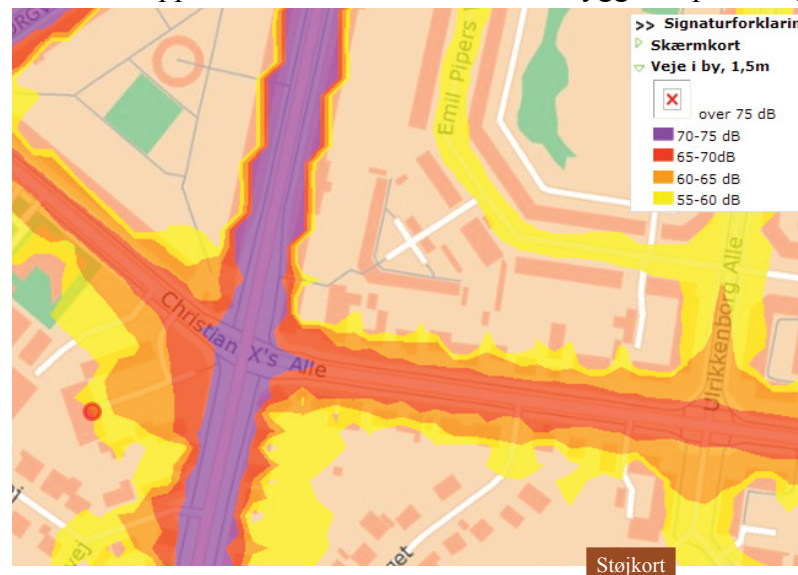 >> Signaturforklarin
Skærmkort
Veje i by, 1,5m
over 75 dB
70-75 dB
65-70dB
60-65 dB
55-60 dB
Emil Pipers
Christian X's Alle
Ulrikkenborg Alle
Støjkort